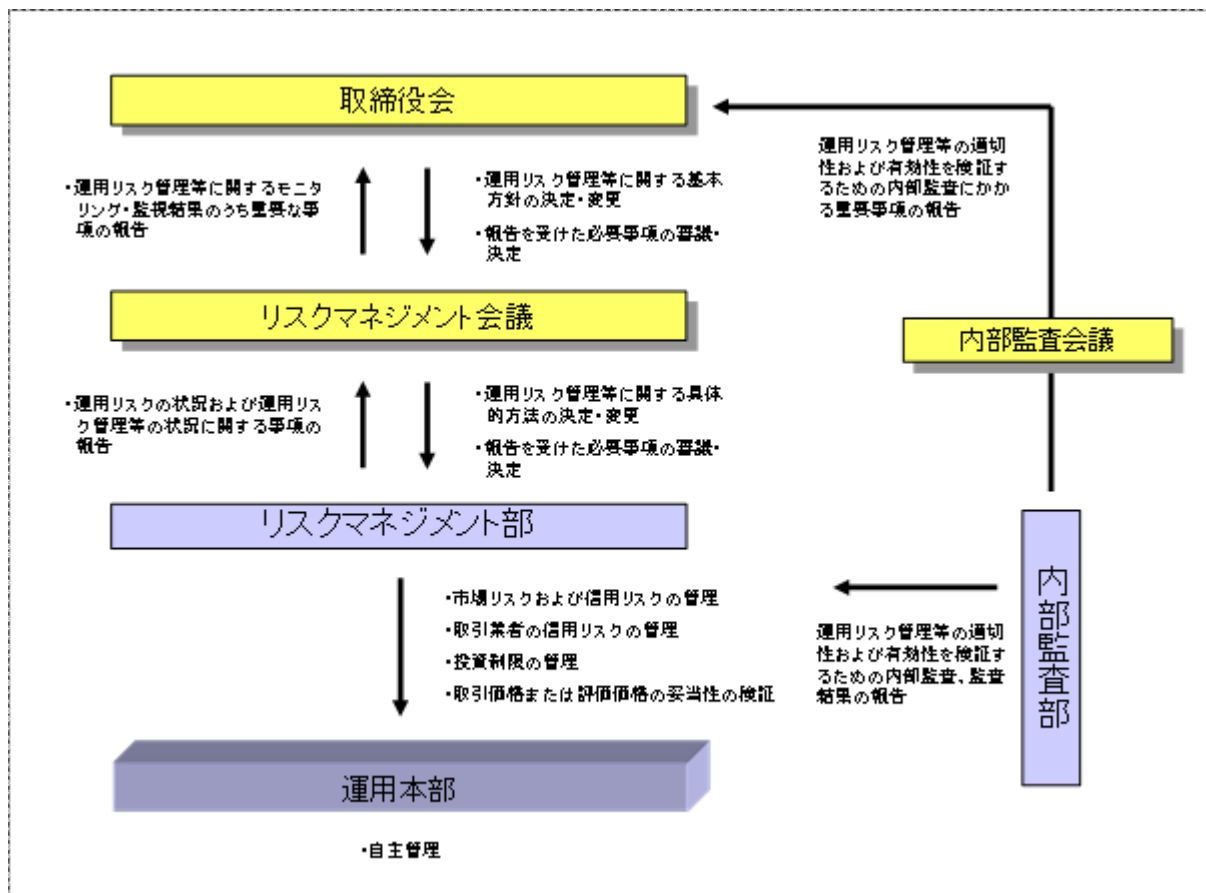 取締役会
・運用リスク管理等に関するモニ
タリング・監視結果のうち重要な事
項の報告
・運用リスク管理等に関する基本
方針の決定・変更
・報告を受けた必要事項の審議・
決定
運用リスク管理等の適切
性および有効性を検証す
るための内部監査にかか
る重要事項の報告
リスクマネジメント会議
内部監査会議
・運用リスクの状況および運用リス
ク管理等の状況に関する事項の
報告
・運用リスク管理等に関する具体
的方法の決定・変更
・報告を受けた必要事項の審議・
決定
リスクマネジメント部
内部監査部
・市場リスクおよび信用リスクの管理
・取引業者の信用リスクの管理
・投資制限の管理
・取引価格または評価価格の妥当性の検証
運用リスク管理等の適切
性および有効性を検証す
るための内部監査、監査
結果の報告
運用本部
・自主管理